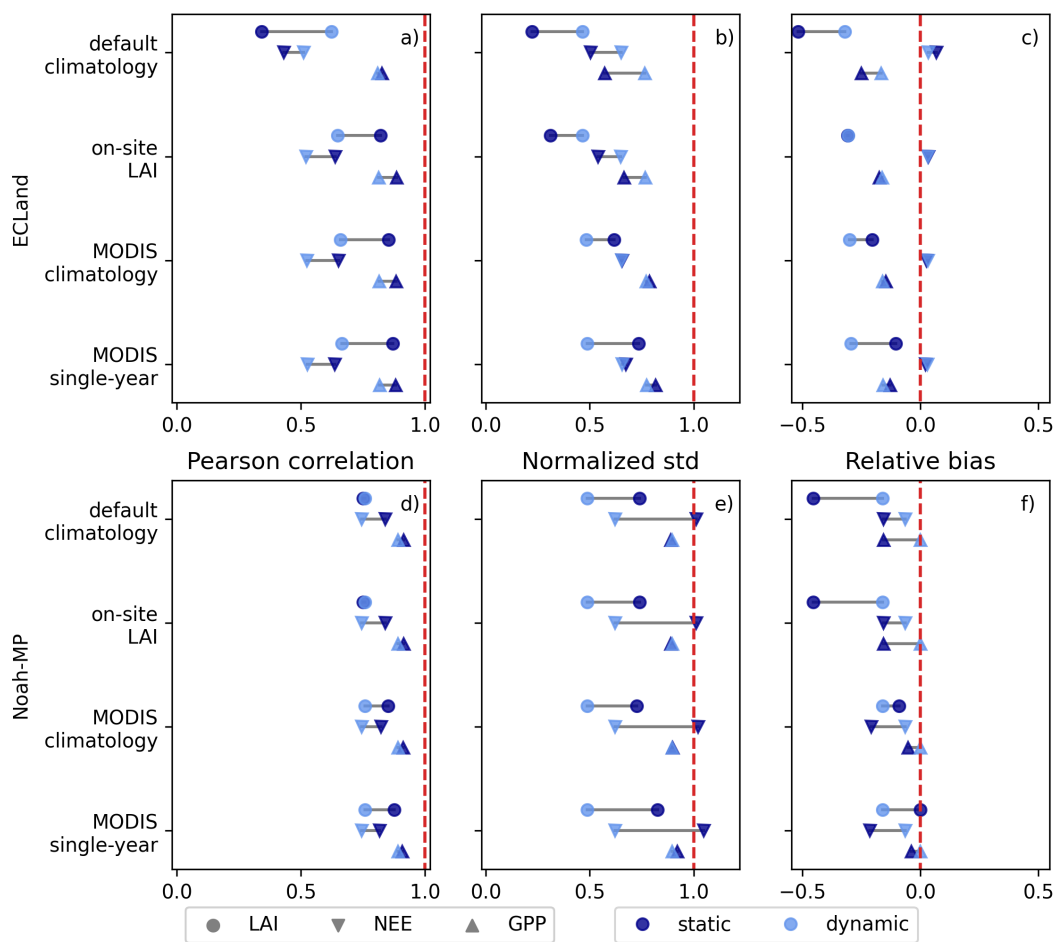 a)
b)
c)
default
climatology
on-site
LAI
MODIS
climatology
MODIS
single-year
ECLand
0.0 0.5 1.0
0.0 0.5 1.0
−0.5 0.0 0.5
Pearson correlation
Normalized std
Relative bias
d)
e)
f)
default
climatology
on-site
LAI
MODIS
climatology
MODIS
single-year
Noah-MP
0.0 0.5 1.0
0.0 0.5 1.0
−0.5 0.0 0.5
LAI NEE GPP
static dynamic